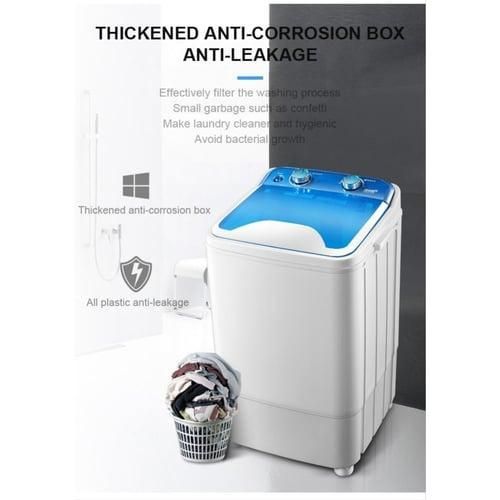 THICKENED ANTI-CORROSION BOX
ANTI-LEAKAGE
Effectively filter the washing process
Small garbage such as confetti
Make laundry cleaner and hygienic
Avoid bacterial growth
Thickened anti-corrosion box
All plastic anti-leakage